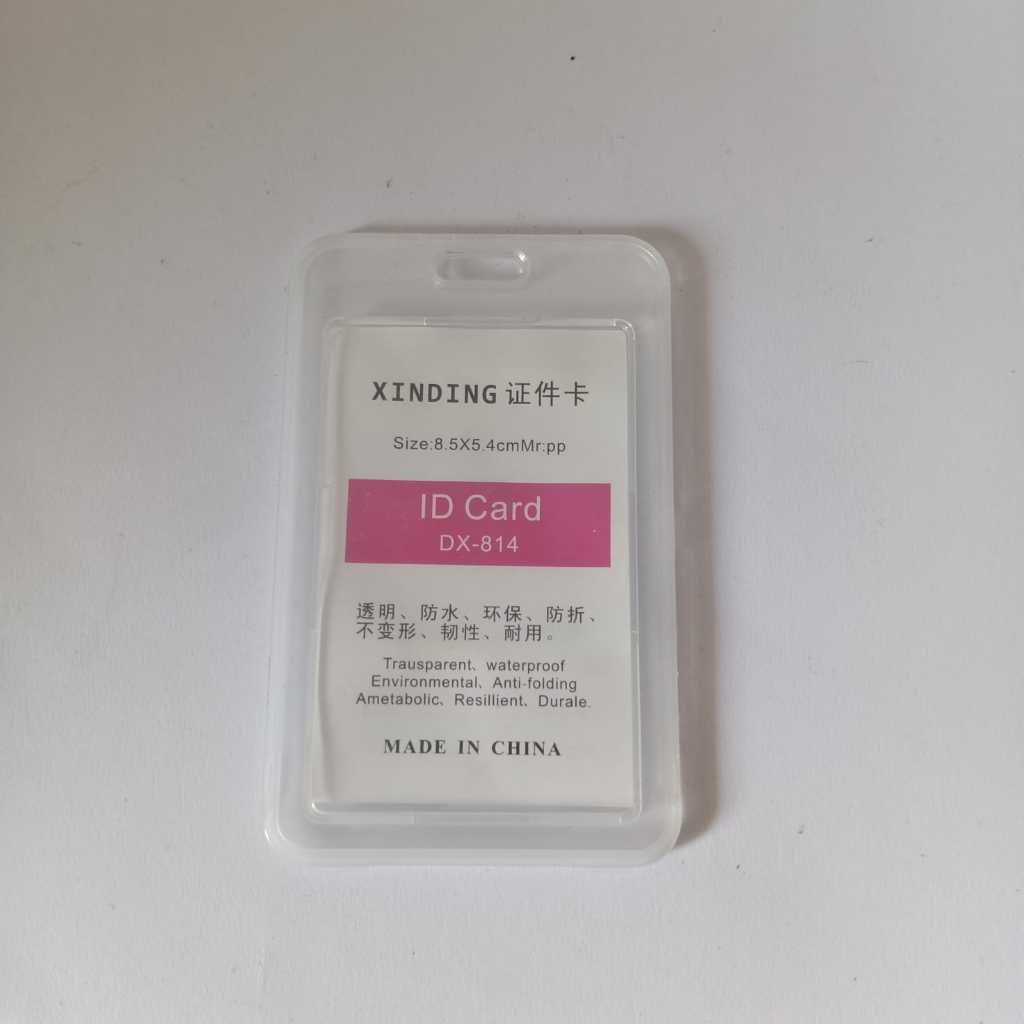 XINDING 证件卡
Size:8.5X5.4cmMr:pp
ID Card
DX-814
透明、防水、环保、防折、
不变形、韧性、耐用。
Trausparent、waterproof
Environmental、Anti-folding
Ametabolic、Resillient、Durale.
MADE IN CHINA